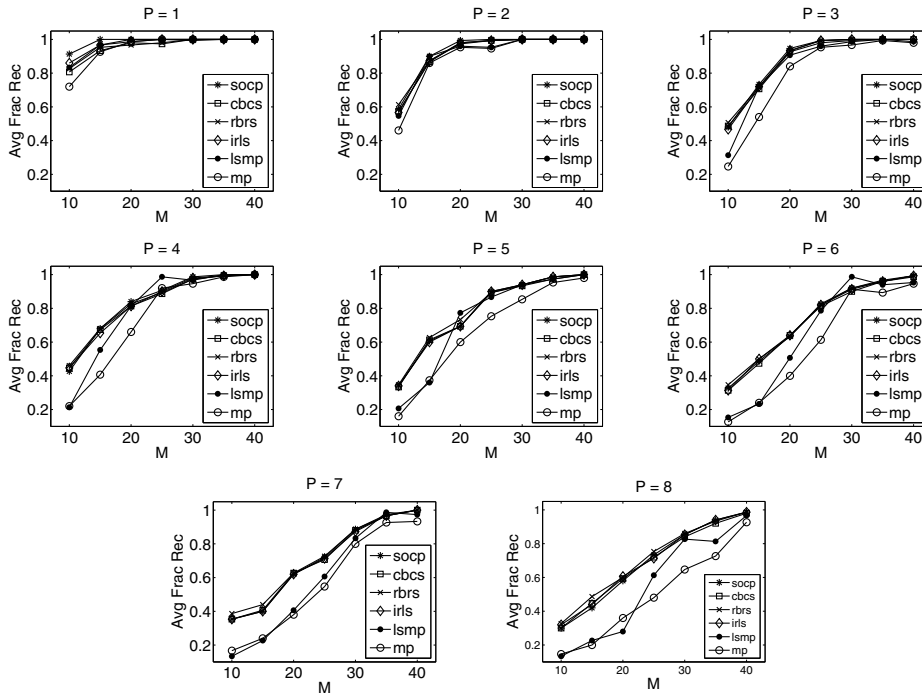 P = 1
Avg Frac Rec
1
0.8
0.6
0.4
0.2
10 20 30 40
M
socp
cbcs
rbrs
irls
lsmp
mp
P = 2
Avg Frac Rec
1
0.8
0.6
0.4
0.2
10 20 30 40
M
socp
cbcs
rbrs
irls
lsmp
mp
P = 3
Avg Frac Rec
1
0.8
0.6
0.4
0.2
10 20 30 40
M
socp
cbcs
rbrs
irls
lsmp
mp
P = 4
Avg Frac Rec
1
0.8
0.6
0.4
0.2
10 20 30 40
M
socp
cbcs
rbrs
irls
lsmp
mp
P = 5
Avg Frac Rec
1
0.8
0.6
0.4
0.2
10 20 30 40
M
socp
cbcs
rbrs
irls
lsmp
mp
P = 6
Avg Frac Rec
1
0.8
0.6
0.4
0.2
10 20 30 40
M
socp
cbcs
rbrs
irls
lsmp
mp
P = 7
Avg Frac Rec
1
0.8
0.6
0.4
0.2
10 20 30 40
M
socp
cbcs
rbrs
irls
lsmp
mp
P = 8
Avg Frac Rec
1
0.8
0.6
0.4
0.2
10 20 30 40
M
socp
cbcs
rbrs
irls
lsmp
mp